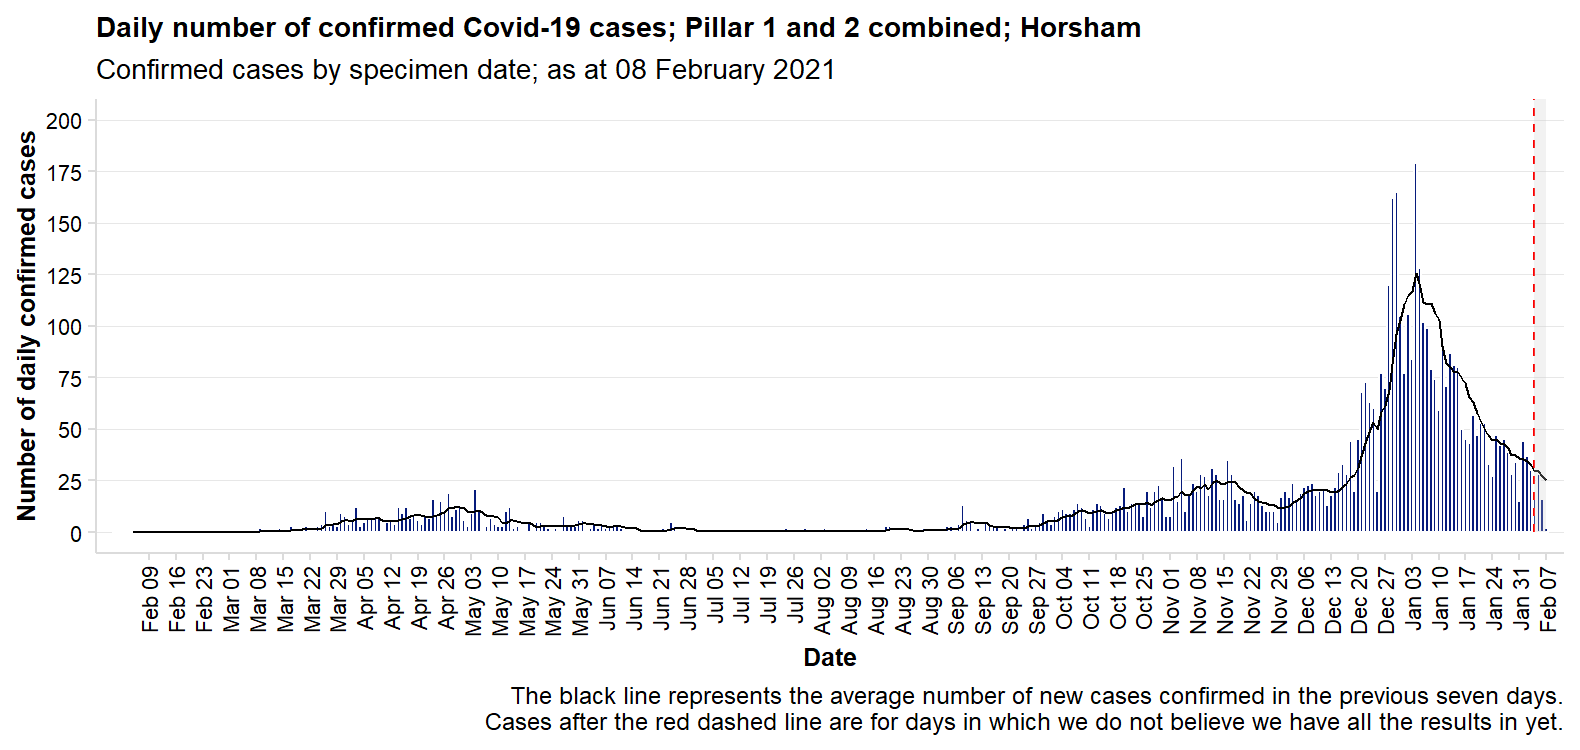 Daily number of confirmed Covid-19 cases; Pillar 1 and 2 combined; Horsham
Confirmed cases by specimen date; as at 08 February 2021
Number of daily confirmed cases
200
175
150
125
100
75
50
25
0
Feb 09
Feb 16
Feb 23
Mar 01
Mar 08
Mar 15
Mar 22
Mar 29
Apr 05
Apr 12
Apr 19
Apr 26
May 03
May 10
May 17
May 24
May 31
Jun 07
Jun 14
Jun 21
Jun 28
Jul 05
Jul 12
Jul 19
Jul 26
Aug 02
Aug 09
Aug 16
Aug 23
Aug 30
Sep 06
Sep 13
Sep 20
Sep 27
Oct 04
Oct 11
Oct 18
Oct 25
Nov 01
Nov 08
Nov 15
Nov 22
Nov 29
Dec 06
Dec 13
Dec 20
Dec 27
Jan 03
Jan 10
Jan 17
Jan 24
Jan 31
Feb 07
Date
The black line represents the average number of new cases confirmed in the previous seven days.
Cases after the red dashed line are for days in which we do not believe we have all the results in yet.